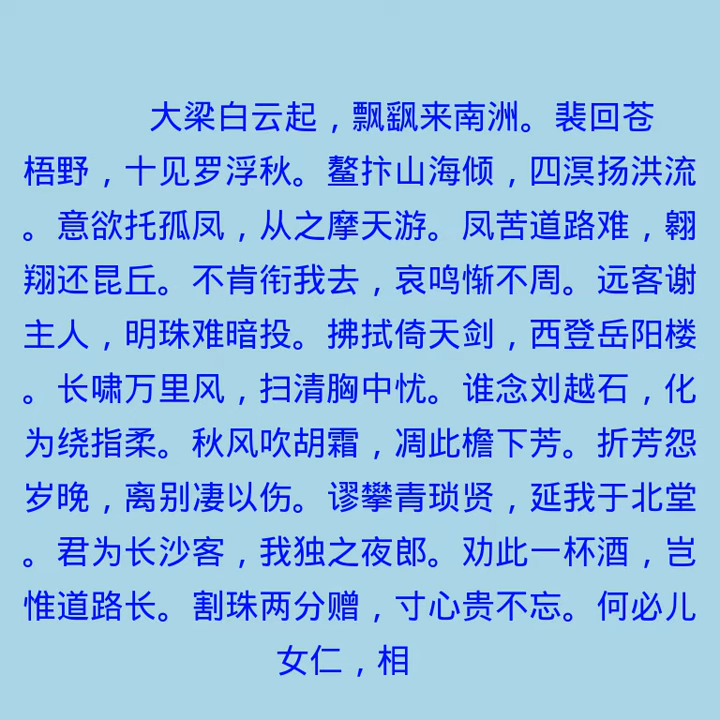 大梁白云起，飘飖来南洲。裴回苍
梧野，十见罗浮秋。鳌抃山海倾，四溟扬洪流
。意欲托孤凤，从之摩天游。凤苦道路难，翱
翔还昆丘。不肯衔我去，哀鸣惭不周。远客谢
主人，明珠难暗投。拂拭倚天剑，西登岳阳楼
。长啸万里风，扫清胸中忧。谁念刘越石，化
为绕指柔。秋风吹胡霜，凋此檐下芳。折芳怨
岁晚，离别凄以伤。谬攀青琐贤，延我于北堂
。君为长沙客，我独之夜郎。劝此一杯酒，岂
惟道路长。割珠两分赠，寸心贵不忘。何必儿
女仁，相